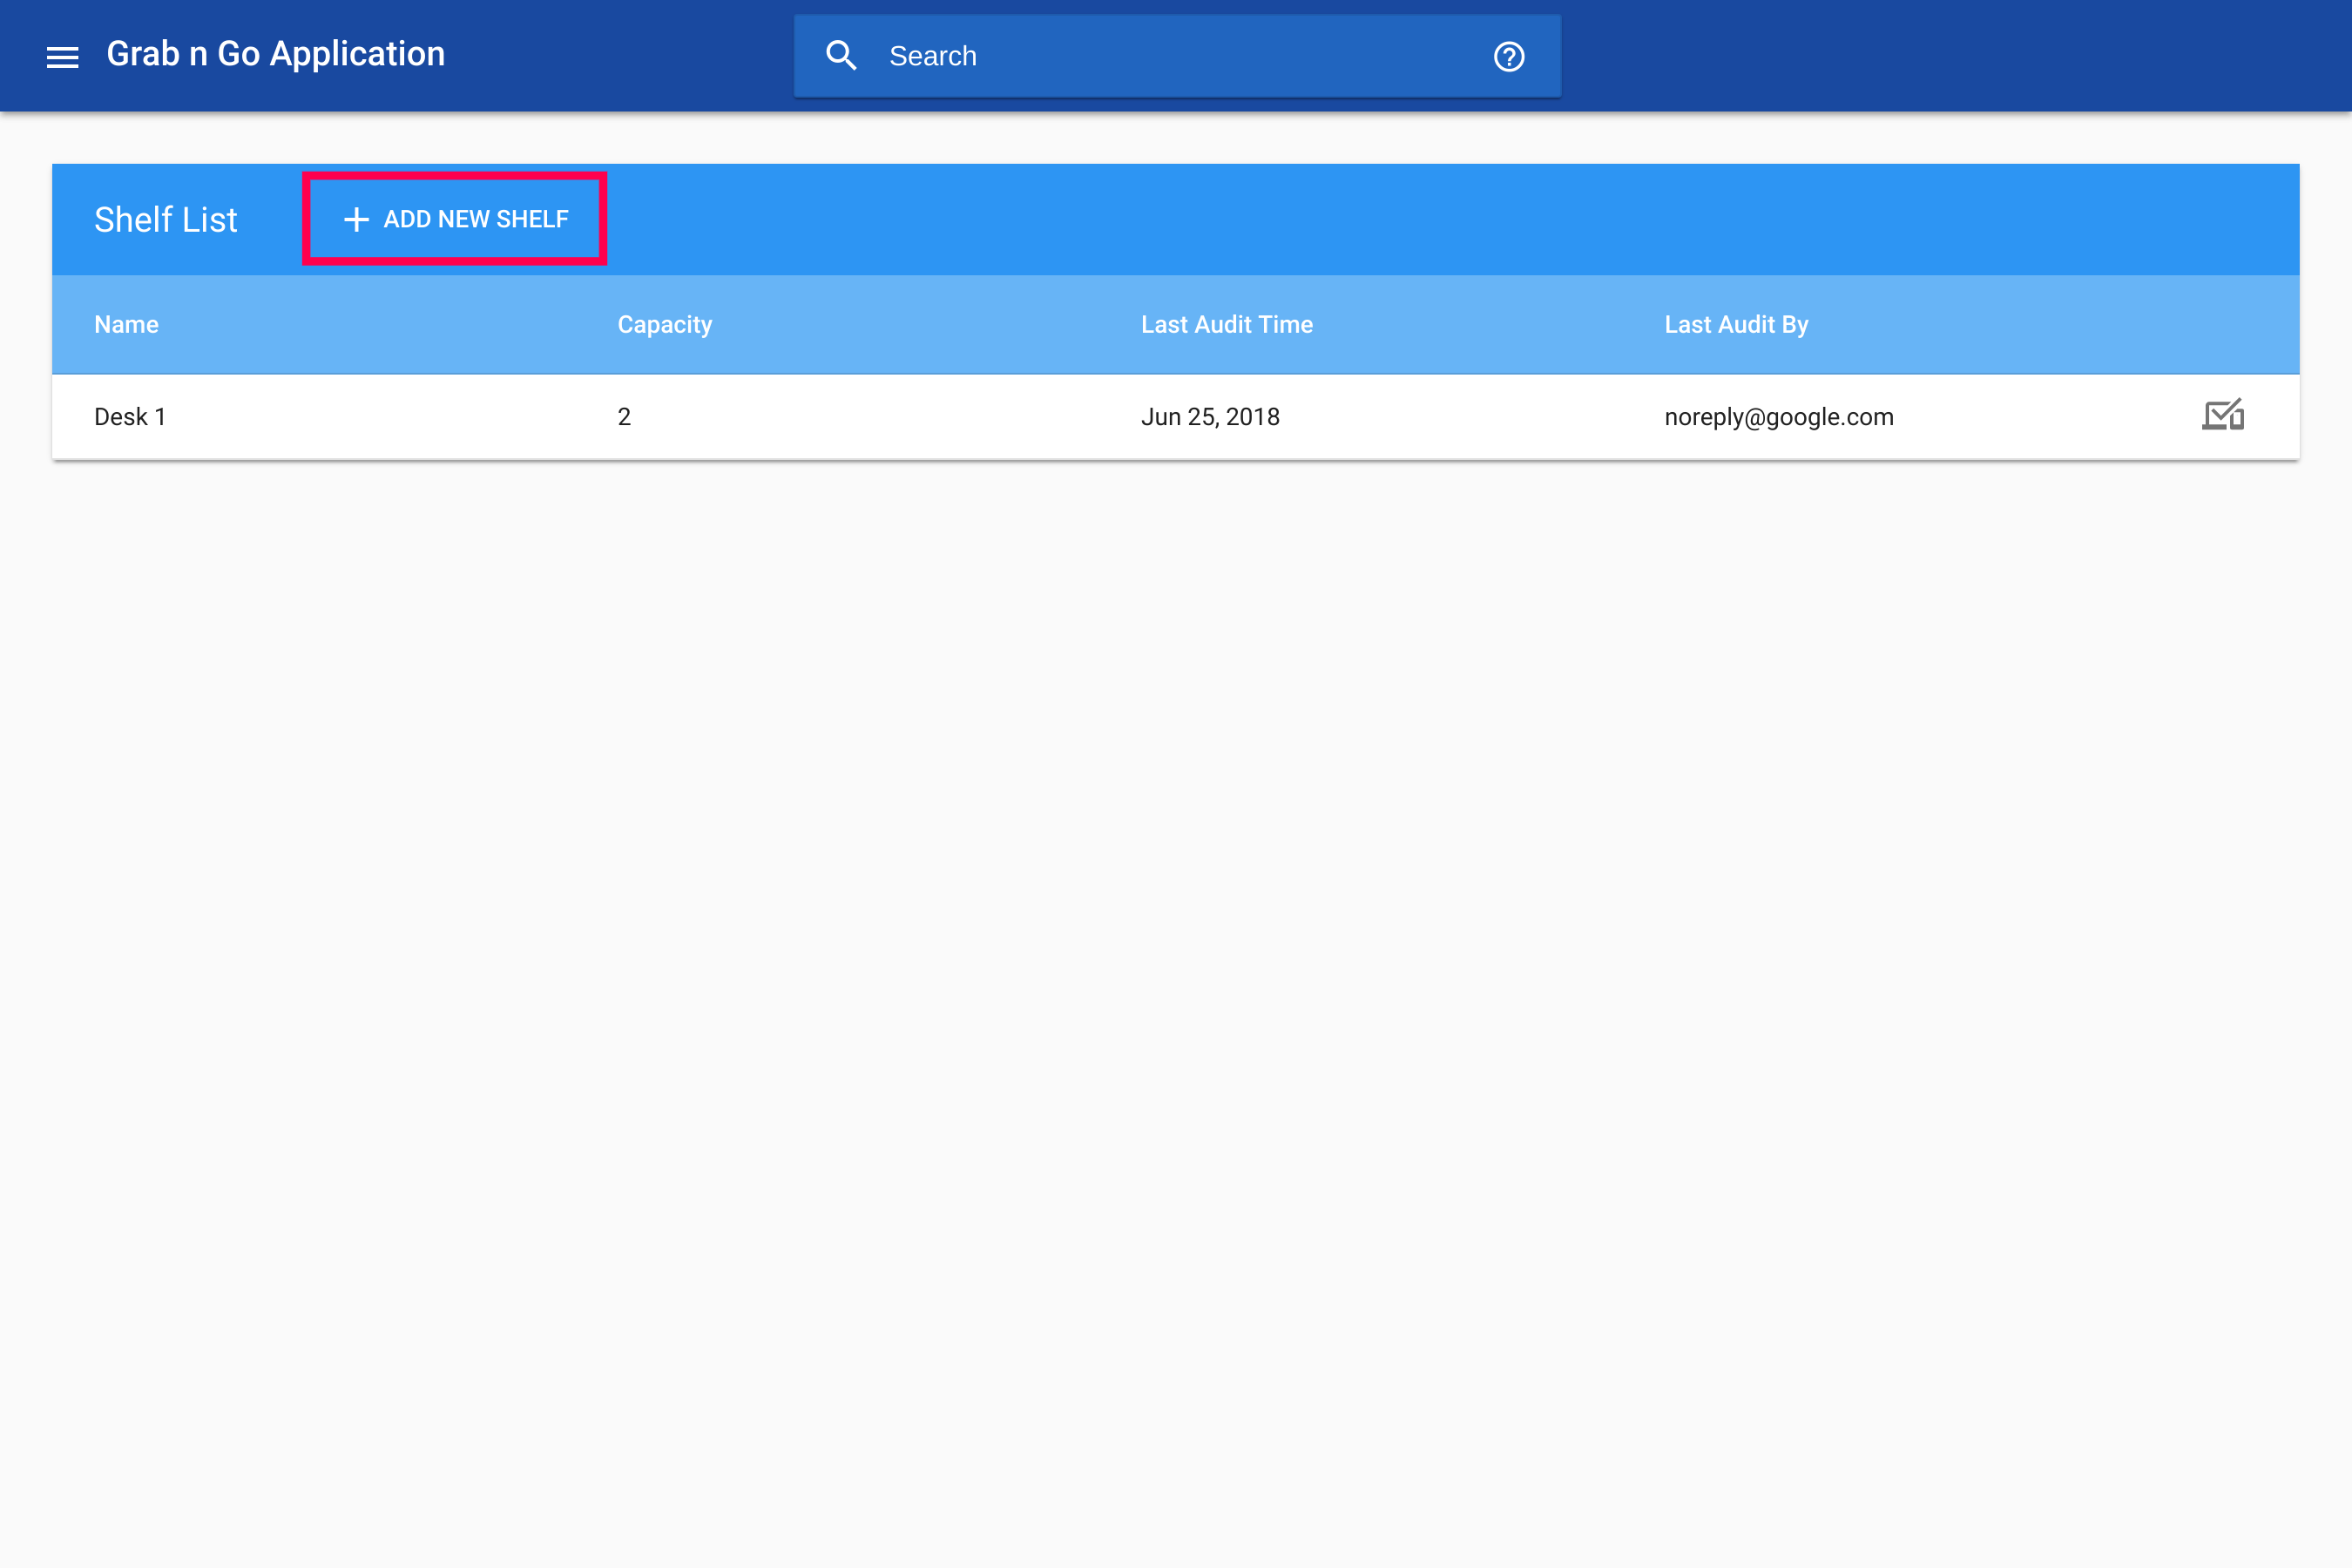 Grab n Go Application
Search
Shelf List
ADD NEW SHELF
Name Capacity Last Audit Time Last Audit By
Desk 1 2 Jun 25, 2018 noreply@google.com